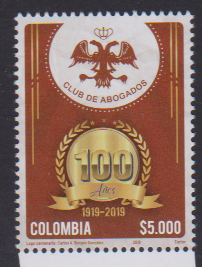 CLUB DE ABOGADOS
100
Años
1919-2019
COLOMBIA $5.000